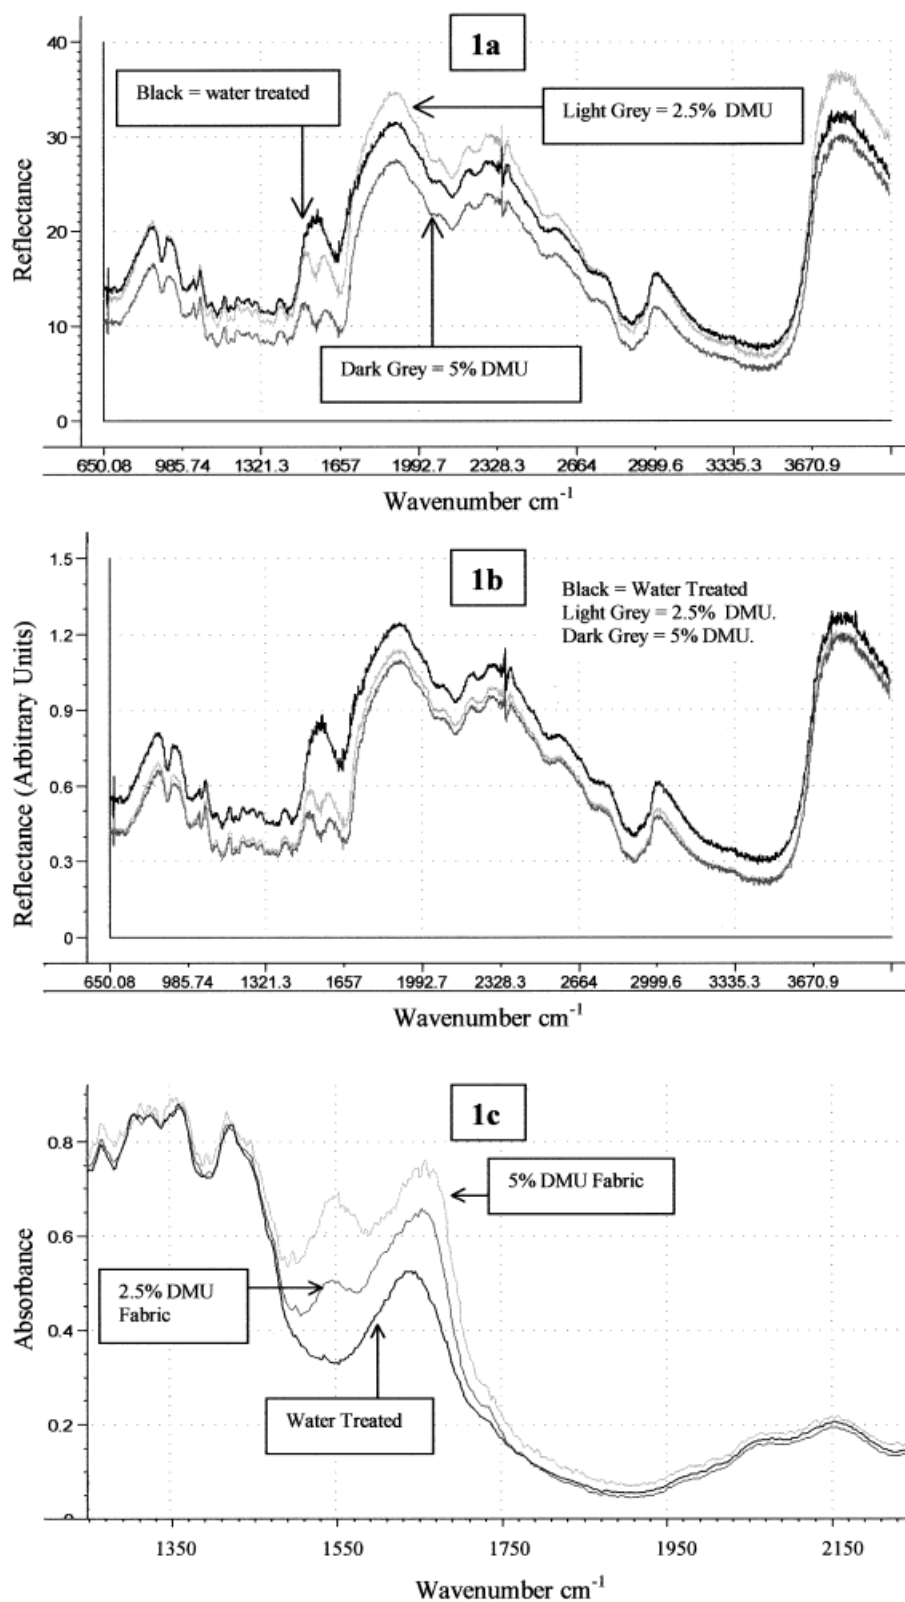 1a
40
30
20
10
0
Reflectance
Black = water treated
Light Grey = 2.5% DMU
Dark Grey = 5% DMU
650.08 985.74 1321.3 1657 1992.7 2328.3 2664 2999.6 3335.3 3670.9
Wavenumber cm-1
1b
1.5
1.2
0.9
0.6
0.3
0
Reflectance (Arbitrary Units)
Black = Water Treated
Light Grey = 2.5% DMU.
Dark Grey = 5% DMU.
650.08 985.74 1321.3 1657 1992.7 2328.3 2664 2999.6 3335.3 3670.9
Wavenumber cm-1
1c
0.8
0.6
0.4
0.2
0
Absorbance
5% DMU Fabric
2.5% DMU
Fabric
Water Treated
1350 1550 1750 1950 2150
Wavenumber cm-1